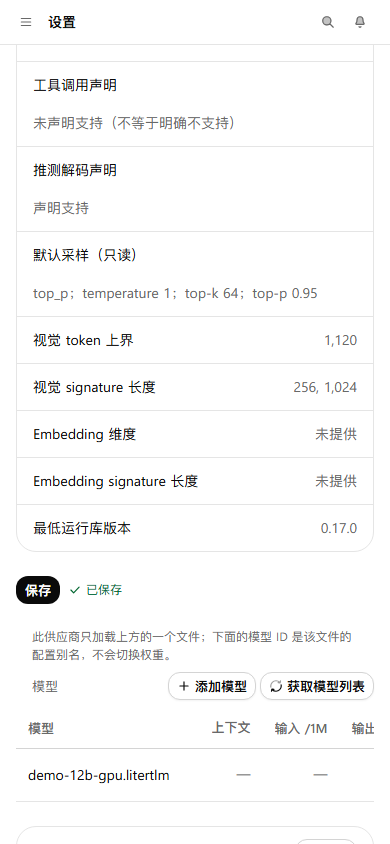 设置
工具调用声明
未声明支持（不等于明确不支持）
推测解码声明
声明支持
默认采样（只读）
top_p；temperature 1；top-k 64；top-p 0.95
视觉 token 上界 1,120
视觉 signature 长度 256, 1,024
Embedding 维度 未提供
Embedding signature 长度 未提供
最低运行库版本 0.17.0
保存 已保存
此供应商只加载上方的一个文件；下面的模型 ID 是该文件的
配置别名，不会切换权重。
模型 添加模型 获取模型列表
模型 上下文 输入 /1M 输出
demo-12b-gpu.litertlm — —